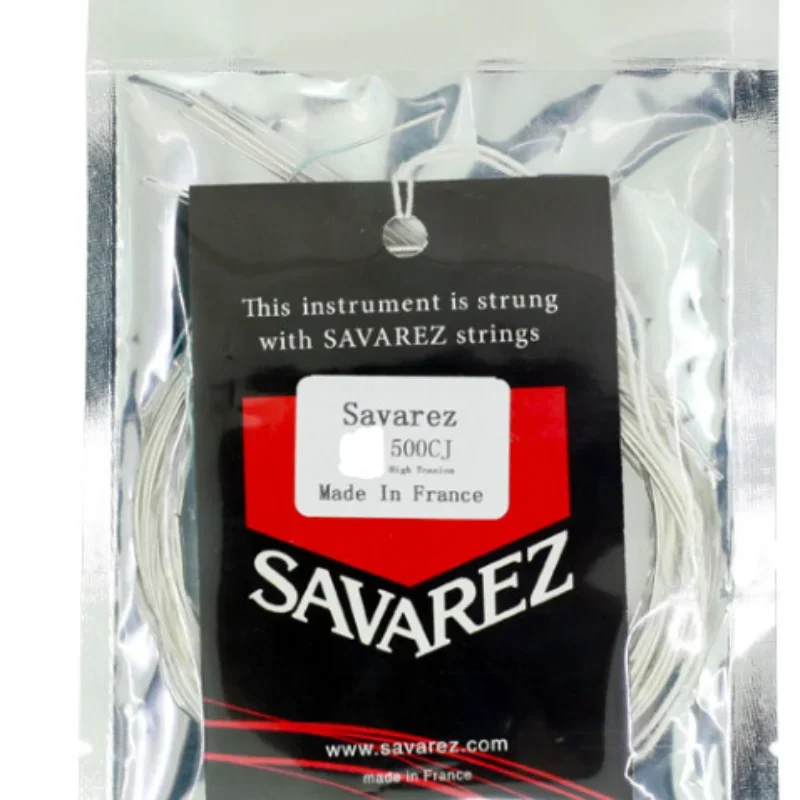 This instrument is strung
with SAVAREZ strings
Savarez
500CJ
High Tension
Made In France
SAVAREZ
www.savarez.com
made in France